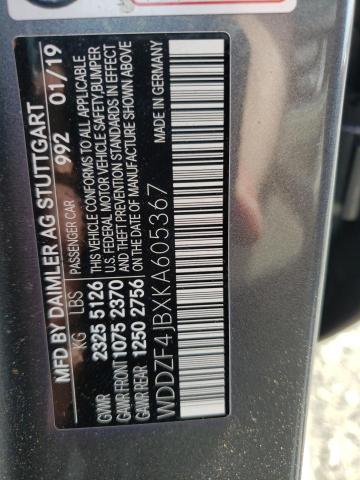 MFD BY DAIMLER AG STUTTGART
992 01/19
PASSENGER CAR
KG LBS
GVWR 2325 5126
GAWR FRONT 1075 2370
GAWR REAR 1250 2756
THIS VEHICLE CONFORMS TO ALL APPLICABLE
U.S. FEDERAL MOTOR VEHICLE SAFETY, BUMPER
AND THEFT PREVENTION STANDARDS IN EFFECT
ON THE DATE OF MANUFACTURE SHOWN ABOVE
MADE IN GERMANY
WDDZF4JBXKA605367